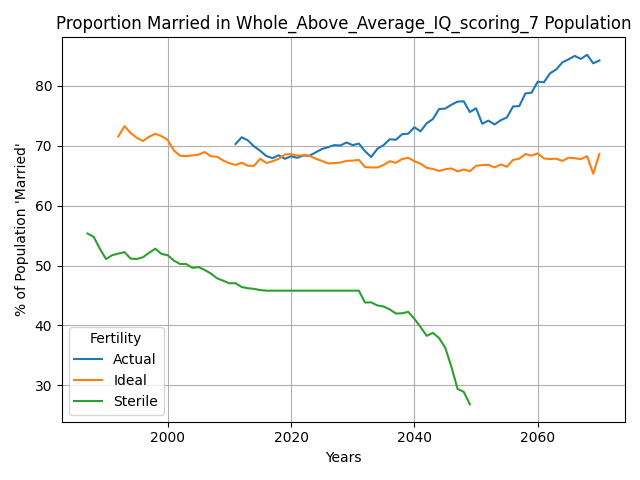 Proportion Married in Whole_Above_Average_IQ_scoring_7 Population
% of Population 'Married'
80
70
60
50
40
30
Fertility
Actual
Ideal
Sterile
2000
2020
2040
2060
Years